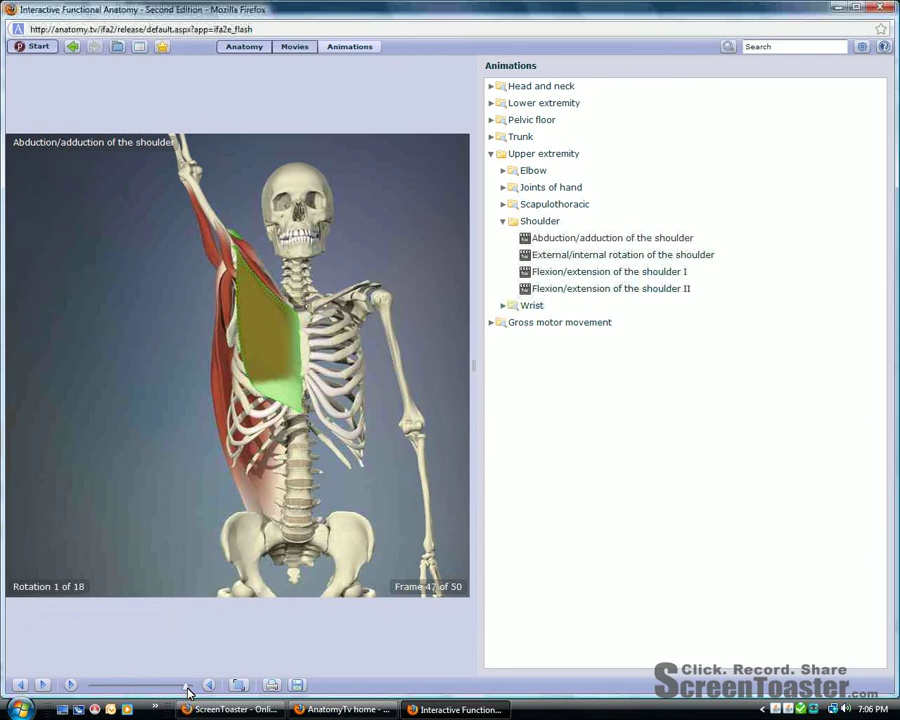 Interactive Functional Anatomy - Second Edition - Mozilla Firefox
http://anatomy.tv/ifa2/release/default.aspx?app=ifa2e_flash
Start
Anatomy
Movies
Animations
Search
Abduction/adduction of the shoulder
Rotation 1 of 18
Frame 47 of 50
Animations
Head and neck
Lower extremity
Pelvic floor
Trunk
Upper extremity
Elbow
Joints of hand
Scapulothoracic
Shoulder
Abduction/adduction of the shoulder
External/internal rotation of the shoulder
Flexion/extension of the shoulder I
Flexion/extension of the shoulder II
Wrist
Gross motor movement
Click. Record. Share
ScreenToaster.com
ScreenToaster - Onli...
AnatomyTv home - ...
Interactive Function...
7:06 PM